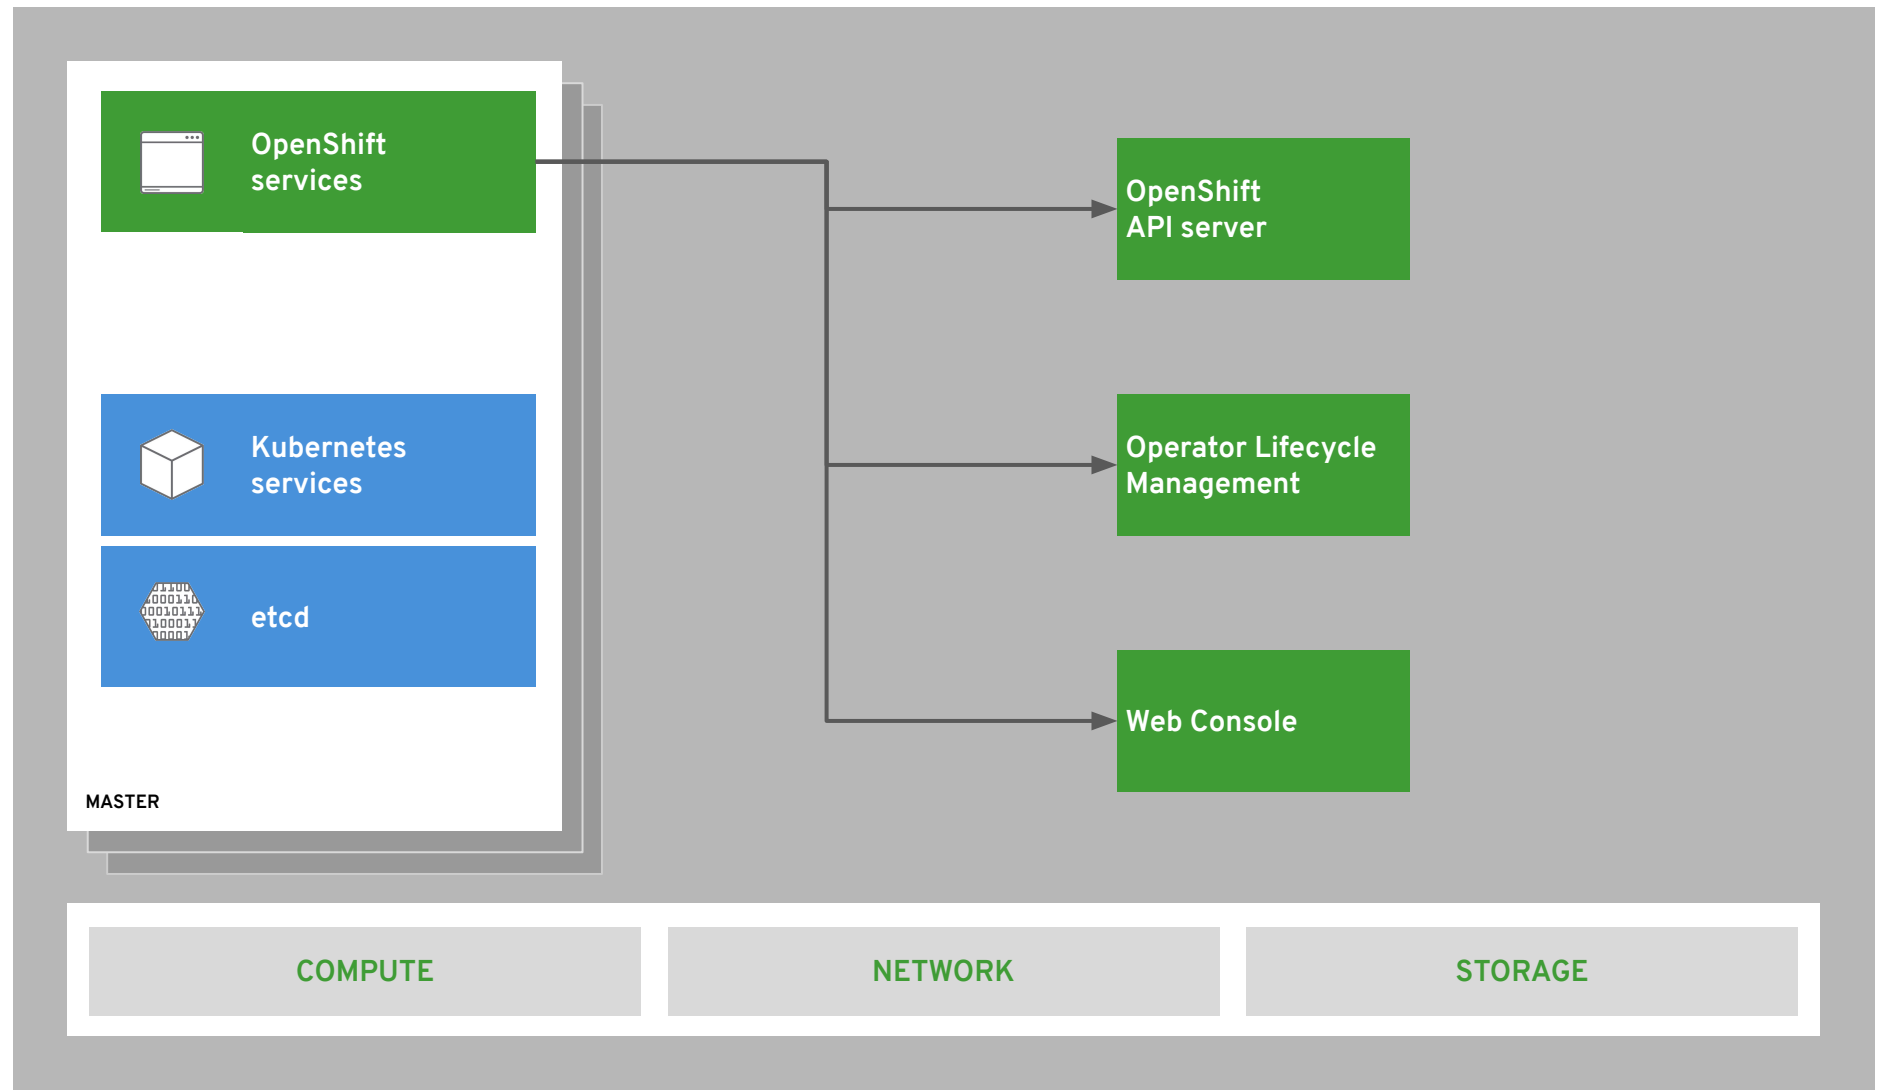 OpenShift
services
Kubernetes
services
etcd
MASTER
OpenShift
API server
Operator Lifecycle
Management
Web Console
COMPUTE
NETWORK
STORAGE